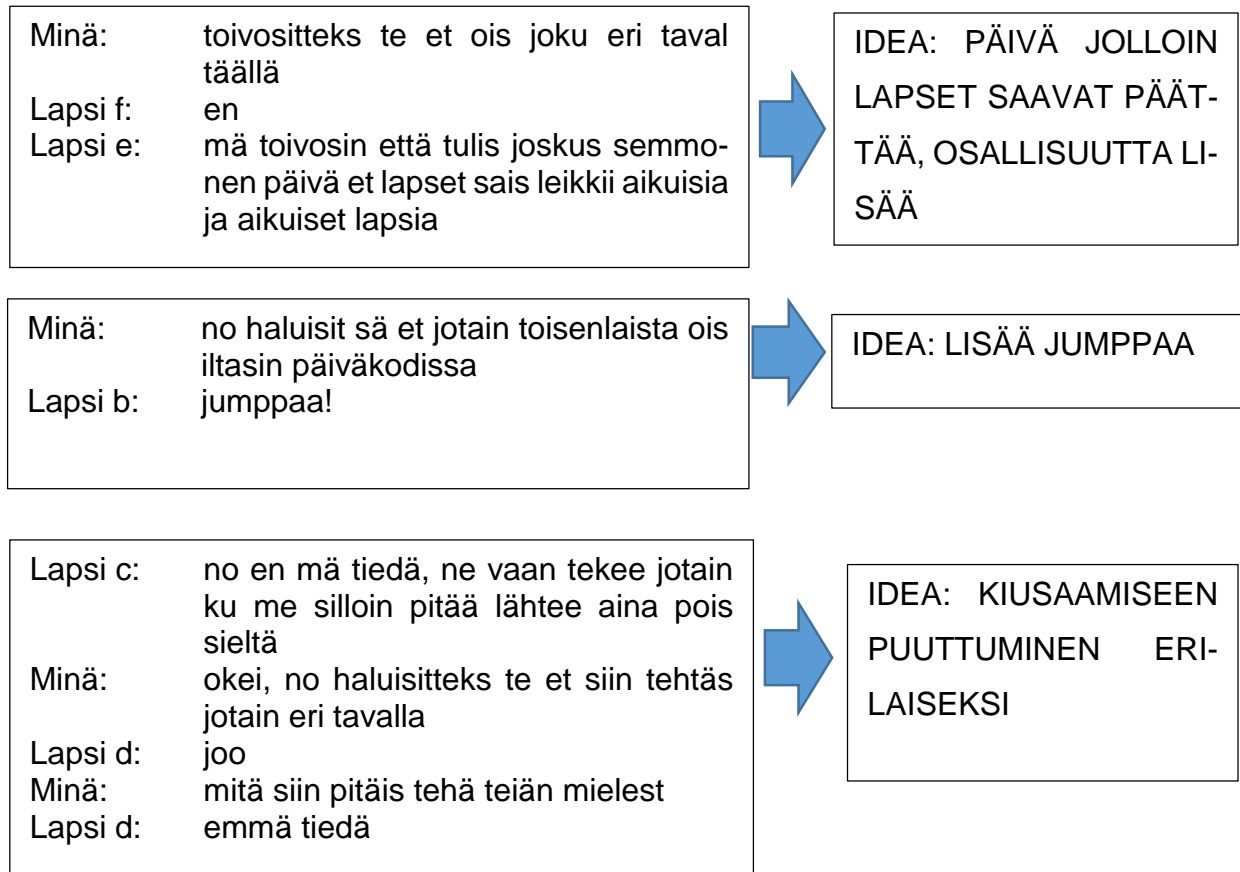 Minä: toivositteks te et ois joku eri taval
täällä
Lapsi f: en
Lapsi e: mä toivosin että tulis joskus semmo-
nen päivä et lapset sais leikkii aikuisia
ja aikuiset lapsia
IDEA: PÄIVÄ JOLLOIN
LAPSET SAAVAT PÄÄT-
TÄÄ, OSALLISUUTTA LI-
SÄÄ
Minä: no haluisit sä et jotain toisenlaista ois
iltasin päiväkodissa
Lapsi b: jumppaa!
IDEA: LISÄÄ JUMPPAA
Lapsi c: no en mä tiedä, ne vaan tekee jotain
ku me silloin pitää lähtee aina pois
sieltä
Minä: okei, no haluisitteks te et siin tehtäs
jotain eri tavalla
Lapsi d: joo
Minä: mitä siin pitäis tehä teiän mielest
Lapsi d: emmä tiedä
IDEA: KIUSAAMISEEN
PUUTTUMINEN ERI-
LAISEKSI